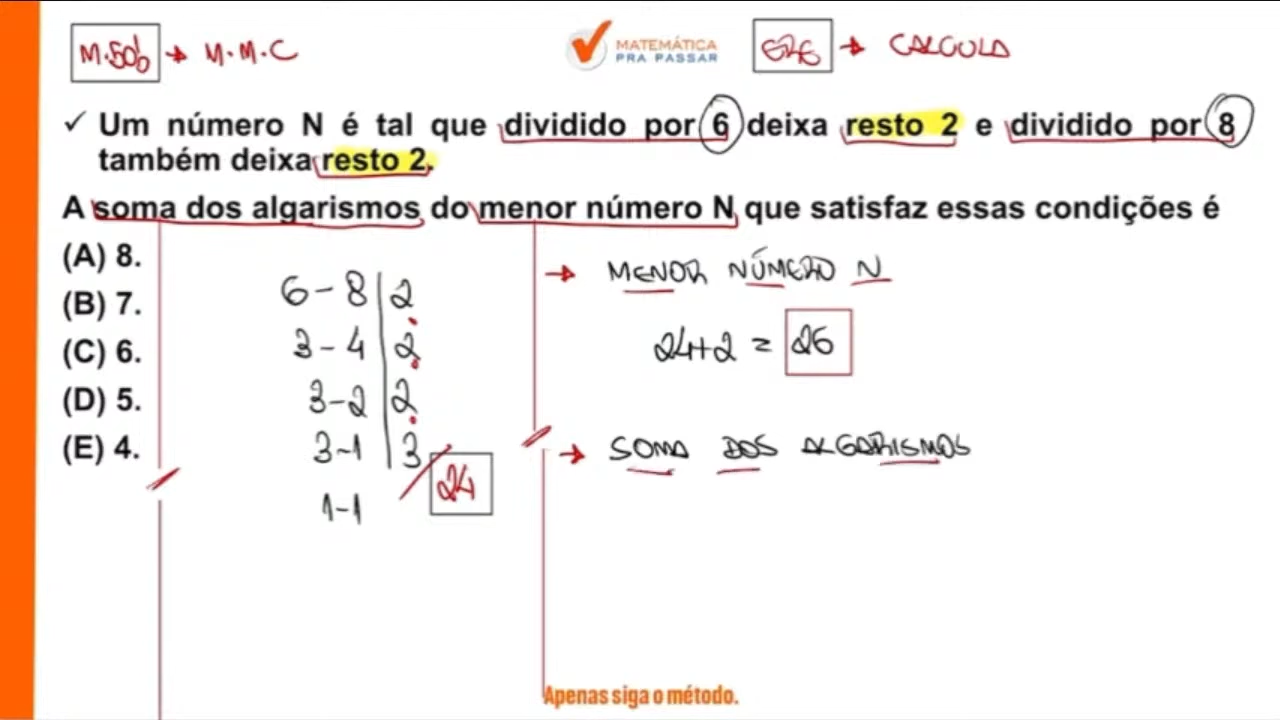 M.50b → M.M.C
MATEMÁTICA
PRA PASSAR
→ CALCULA
✓ Um número N é tal que dividido por 6 deixa resto 2 e dividido por 8
também deixa resto 2.
A soma dos algarismos do menor número N que satisfaz essas condições é
(A) 8.
(B) 7.
(C) 6.
(D) 5.
(E) 4.
6 - 8 | 2
3 - 4 | 2
3 - 2 | 2
3 - 1 | 3
1 - 1
24
→ MENOR NÚMERO N
24+2 = 26
→ SOMA DOS ALGARISMOS
Apenas siga o método.